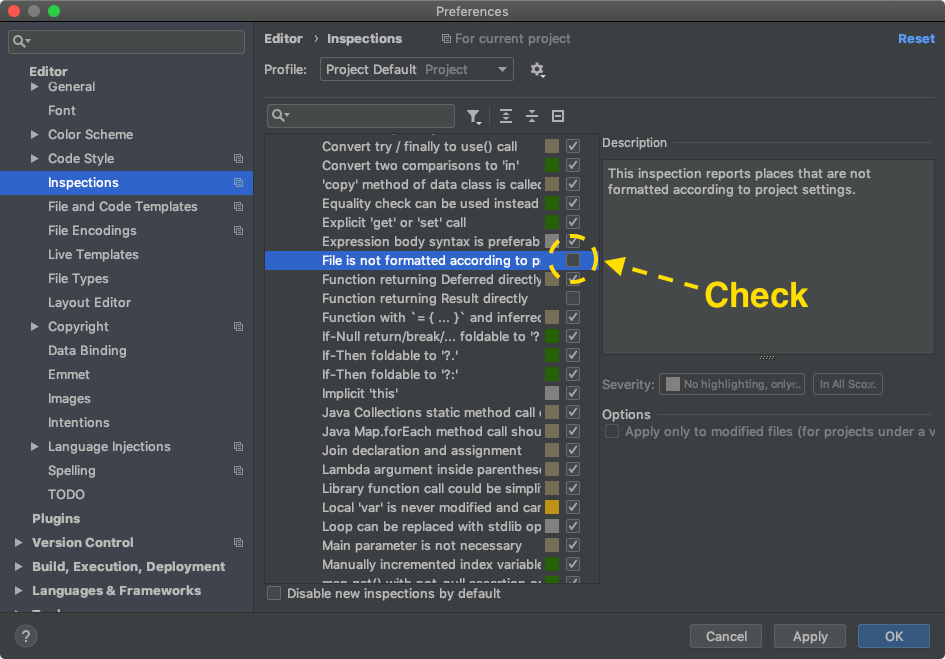 Preferences
Editor › Inspections
For current project
Reset
Profile:
Project Default Project
Editor
General
Font
Color Scheme
Code Style
Inspections
File and Code Templates
File Encodings
Live Templates
File Types
Layout Editor
Copyright
Data Binding
Emmet
Images
Intentions
Language Injections
Spelling
TODO
Plugins
Version Control
Build, Execution, Deployment
Languages & Frameworks
Convert try / finally to use() call
Convert two comparisons to 'in'
'copy' method of data class is called
Equality check can be used instead
Explicit 'get' or 'set' call
Expression body syntax is preferab
File is not formatted according to p
Function returning Deferred directly
Function returning Result directly
Function with `= { ... }` and inferred
If-Null return/break/... foldable to '?
If-Then foldable to '?.'
If-Then foldable to '?:'
Implicit 'this'
Java Collections static method call
Java Map.forEach method call shou
Join declaration and assignment
Lambda argument inside parenthese
Library function call could be simpli
Local 'var' is never modified and can
Loop can be replaced with stdlib op
Main parameter is not necessary
Manually incremented index variable
Disable new inspections by default
Description
This inspection reports places that are not
formatted according to project settings.
Check
Severity:
No highlighting, only..
In All Sco..
Options
Apply only to modified files (for projects under a v
?
Cancel
Apply
OK